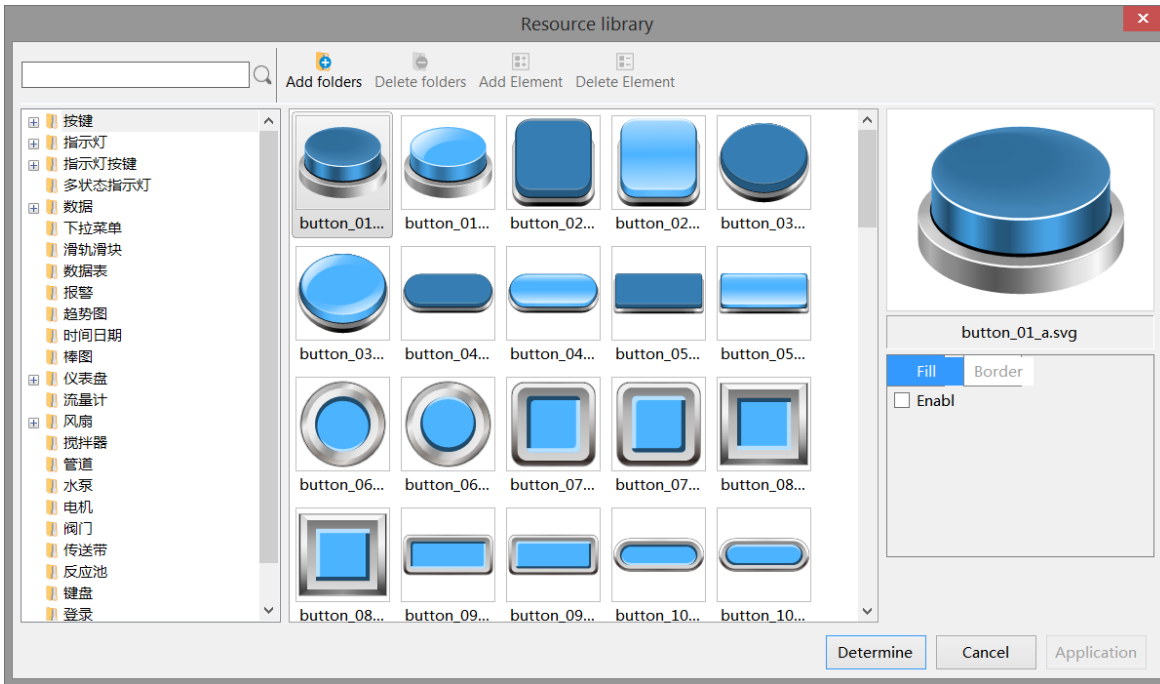 Resource library
Add folders Delete folders Add Element Delete Element
按键
指示灯
指示灯按键
多状态指示灯
数据
下拉菜单
滑轨滑块
数据表
报警
趋势图
时间日期
棒图
仪表盘
流量计
风扇
搅拌器
管道
水泵
电机
阀门
传送带
反应池
键盘
登录
button_01... button_01... button_02... button_02... button_03...
button_03... button_04... button_04... button_05... button_05...
button_06... button_06... button_07... button_07... button_08...
button_08... button_09... button_09... button_10... button_10...
button_01_a.svg
Fill Border
Enabl
Determine Cancel Application